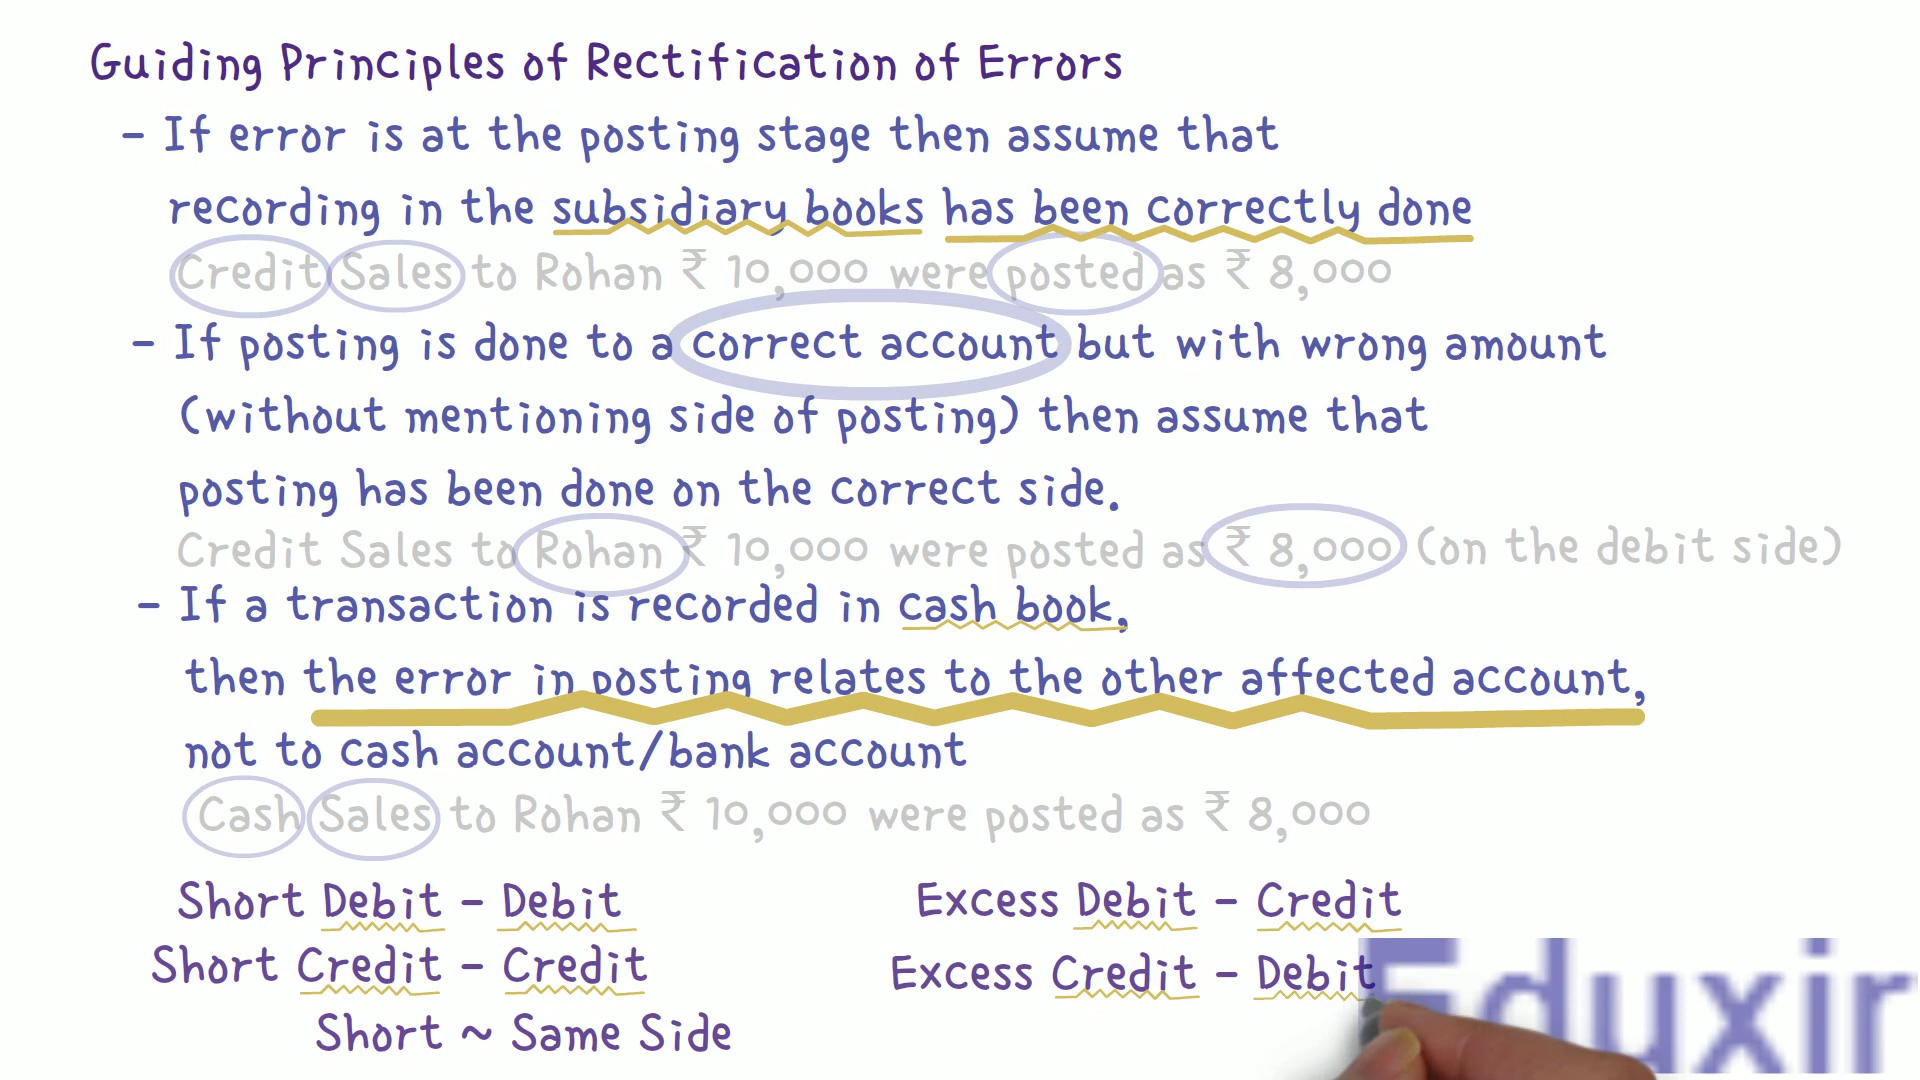 Guiding Principles of Rectification of Errors
- If error is at the posting stage then assume that
recording in the subsidiary books has been correctly done
Credit Sales to Rohan ₹ 10,000 were posted as ₹ 8,000
- If posting is done to a correct account but with wrong amount
(without mentioning side of posting) then assume that
posting has been done on the correct side.
Credit Sales to Rohan ₹ 10,000 were posted as ₹ 8,000 (on the debit side)
- If a transaction is recorded in cash book,
then the error in posting relates to the other affected account,
not to cash account/bank account
Cash Sales to Rohan ₹ 10,000 were posted as ₹ 8,000
Short Debit - Debit
Excess Debit - Credit
Short Credit - Credit
Excess Credit - Debit
Short ~ Same Side